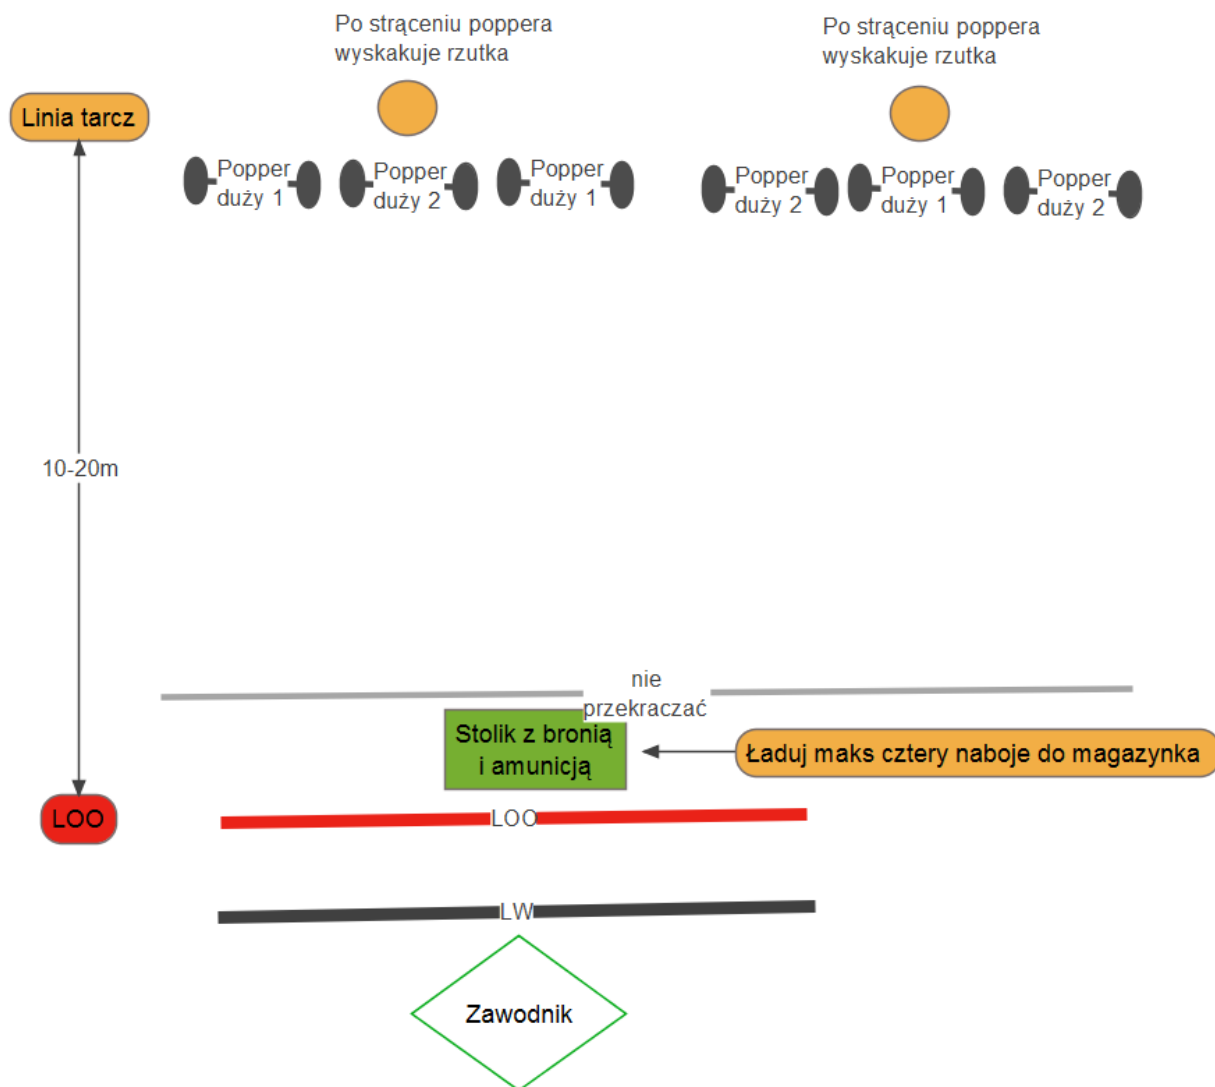 Po strąceniu poppera
wyskakuje rzutka
Po strąceniu poppera
wyskakuje rzutka
Linia tarcz
Popper
duży 1
Popper
duży 2
Popper
duży 1
Popper
duży 2
Popper
duży 1
Popper
duży 2
10-20m
nie
przekraczać
Stolik z bronią
i amunicją
Ładuj maks cztery naboje do magazynka
LOO
LOO
LW
Zawodnik